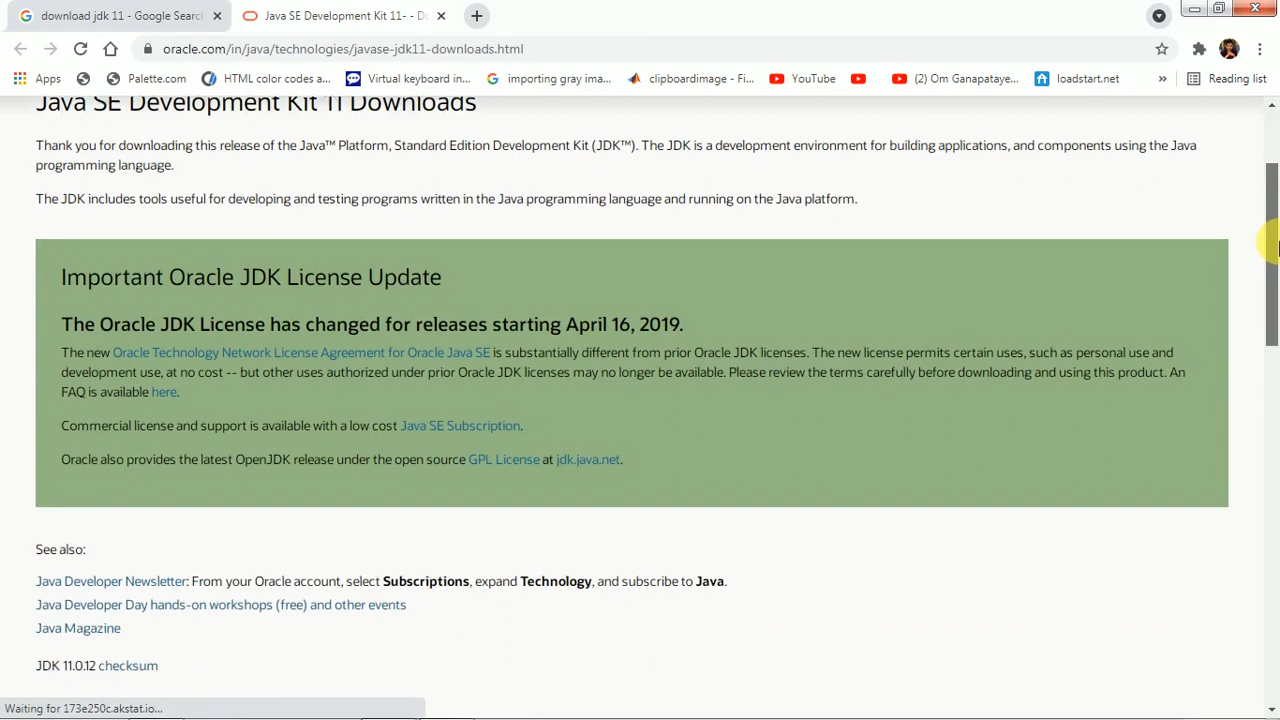 download jdk 11 - Google Searc
Java SE Development Kit 11- - Do
oracle.com/in/java/technologies/javase-jdk11-downloads.html
Apps
Palette.com
HTML color codes a...
Virtual keyboard in...
importing gray ima...
clipboardimage - Fi...
YouTube
(2) Om Ganapataye...
loadstart.net
»
Reading list
Java SE Development Kit 11 Downloads
Thank you for downloading this release of the Java™ Platform, Standard Edition Development Kit (JDK™). The JDK is a development environment for building applications, and components using the Java
programming language.
The JDK includes tools useful for developing and testing programs written in the Java programming language and running on the Java platform.
Important Oracle JDK License Update
The Oracle JDK License has changed for releases starting April 16, 2019.
The new Oracle Technology Network License Agreement for Oracle Java SE is substantially different from prior Oracle JDK licenses. The new license permits certain uses, such as personal use and
development use, at no cost -- but other uses authorized under prior Oracle JDK licenses may no longer be available. Please review the terms carefully before downloading and using this product. An
FAQ is available here.
Commercial license and support is available with a low cost Java SE Subscription.
Oracle also provides the latest OpenJDK release under the open source GPL License at jdk.java.net.
See also:
Java Developer Newsletter: From your Oracle account, select Subscriptions, expand Technology, and subscribe to Java.
Java Developer Day hands-on workshops (free) and other events
Java Magazine
JDK 11.0.12 checksum
Waiting for 173e250c.akstat.io...